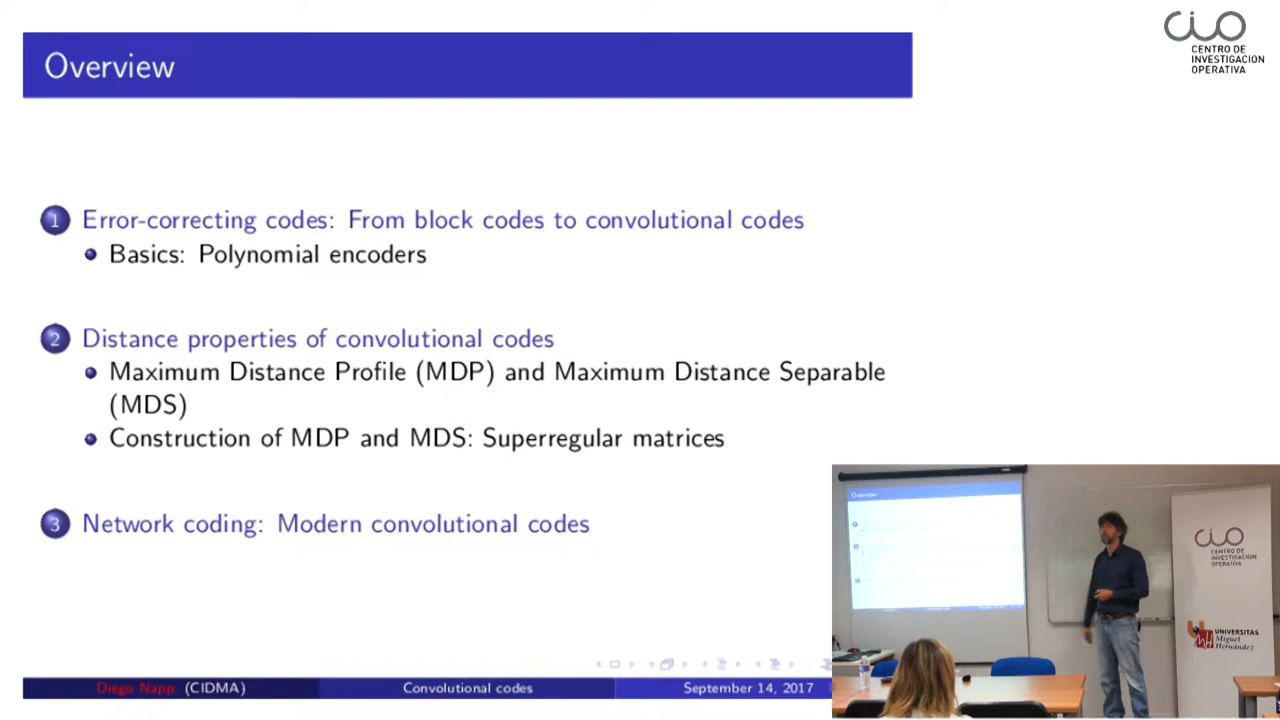 Overview
CENTRO DE
INVESTIGACION
OPERATIVA
1 Error-correcting codes: From block codes to convolutional codes
Basics: Polynomial encoders
2 Distance properties of convolutional codes
Maximum Distance Profile (MDP) and Maximum Distance Separable
(MDS)
Construction of MDP and MDS: Superregular matrices
3 Network coding: Modern convolutional codes
Diego Napp (CIDMA) Convolutional codes September 14, 2017
Overview
CENTRO DE
INVESTIGACIÓN
OPERATIVA
UNIVERSITAS
Miguel
Hernández